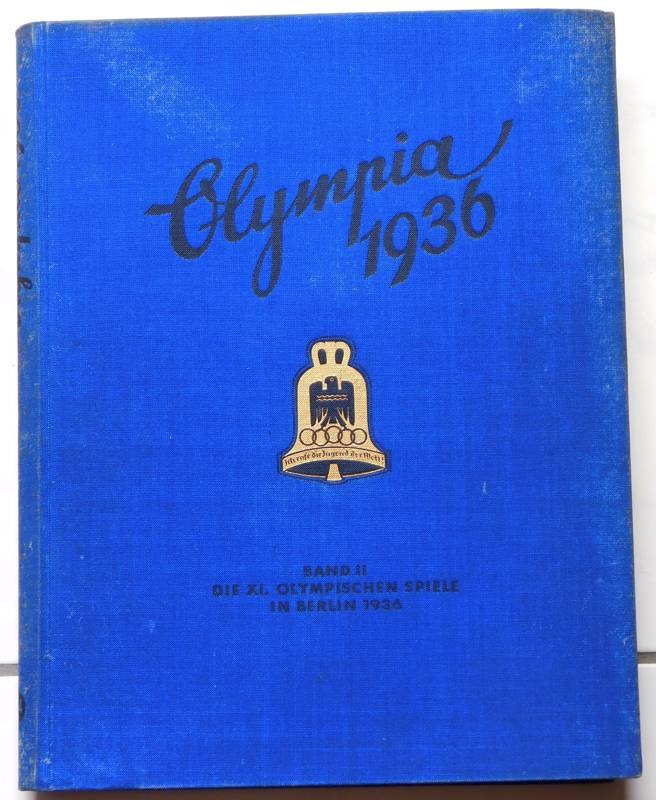 Olympia
1936
Ich rufe die Jugend der Welt!
BAND II
DIE XI. OLYMPISCHEN SPIELE
IN BERLIN 1936